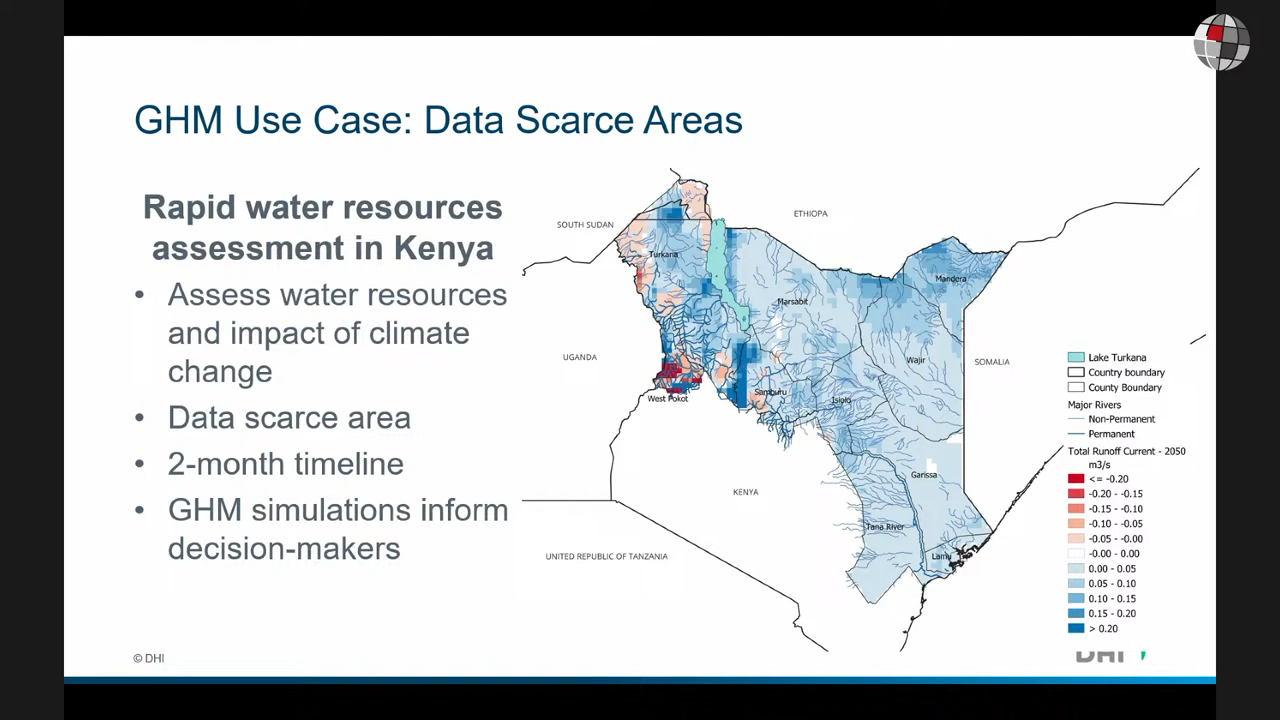 GHM Use Case: Data Scarce Areas
Rapid water resources
assessment in Kenya
• Assess water resources
and impact of climate
change
• Data scarce area
• 2-month timeline
• GHM simulations inform
decision-makers
SOUTH SUDAN
ETHIOPA
Turkana
Mandera
Marsabit
UGANDA
Wajir
SOMALIA
West Pokot
Samburu
Isiolo
Garissa
KENYA
Tana River
Lamu
UNITED REPUBLIC OF TANZANIA
Lake Turkana
Country boundary
County Boundary
Major Rivers
Non-Permanent
Permanent
Total Runoff Current - 2050
m3/s
<= -0.20
-0.20 - -0.15
-0.15 - -0.10
-0.10 - -0.05
-0.05 - -0.00
-0.00 - 0.00
0.00 - 0.05
0.05 - 0.10
0.10 - 0.15
0.15 - 0.20
> 0.20
© DHI
DHI